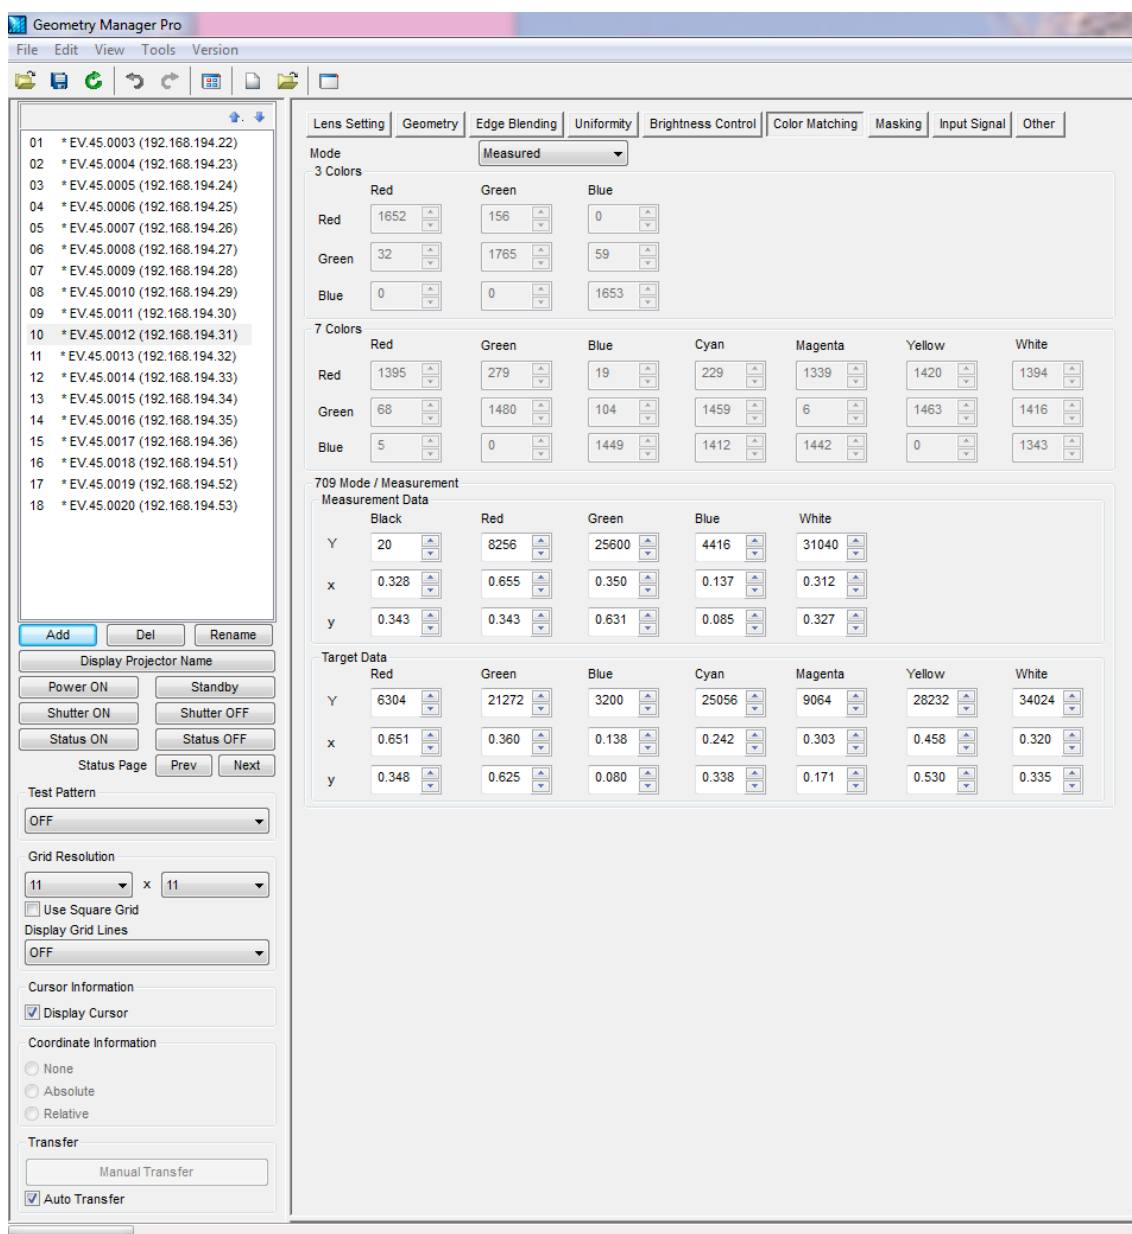 Geometry Manager Pro
File Edit View Tools Version
01 * EV.45.0003 (192.168.194.22)
02 * EV.45.0004 (192.168.194.23)
03 * EV.45.0005 (192.168.194.24)
04 * EV.45.0006 (192.168.194.25)
05 * EV.45.0007 (192.168.194.26)
06 * EV.45.0008 (192.168.194.27)
07 * EV.45.0009 (192.168.194.28)
08 * EV.45.0010 (192.168.194.29)
09 * EV.45.0011 (192.168.194.30)
10 * EV.45.0012 (192.168.194.31)
11 * EV.45.0013 (192.168.194.32)
12 * EV.45.0014 (192.168.194.33)
13 * EV.45.0015 (192.168.194.34)
14 * EV.45.0016 (192.168.194.35)
15 * EV.45.0017 (192.168.194.36)
16 * EV.45.0018 (192.168.194.51)
17 * EV.45.0019 (192.168.194.52)
18 * EV.45.0020 (192.168.194.53)
Add Del Rename
Display Projector Name
Power ON Standby
Shutter ON Shutter OFF
Status ON Status OFF
Status Page Prev Next
Test Pattern
OFF
Grid Resolution
11 x 11
Use Square Grid
Display Grid Lines
OFF
Cursor Information
Display Cursor
Coordinate Information
None
Absolute
Relative
Transfer
Manual Transfer
Auto Transfer
Lens Setting Geometry Edge Blending Uniformity Brightness Control Color Matching Masking Input Signal Other
Mode Measured
3 Colors
Red Green Blue
Red 1652 156 0
Green 32 1765 59
Blue 0 0 1653
7 Colors
Red Green Blue Cyan Magenta Yellow White
Red 1395 279 19 229 1339 1420 1394
Green 68 1480 104 1459 6 1463 1416
Blue 5 0 1449 1412 1442 0 1343
709 Mode / Measurement
Measurement Data
Black Red Green Blue White
Y 20 8256 25600 4416 31040
x 0.328 0.655 0.350 0.137 0.312
y 0.343 0.343 0.631 0.085 0.327
Target Data
Red Green Blue Cyan Magenta Yellow White
Y 6304 21272 3200 25056 9064 28232 34024
x 0.651 0.360 0.138 0.242 0.303 0.458 0.320
y 0.348 0.625 0.080 0.338 0.171 0.530 0.335